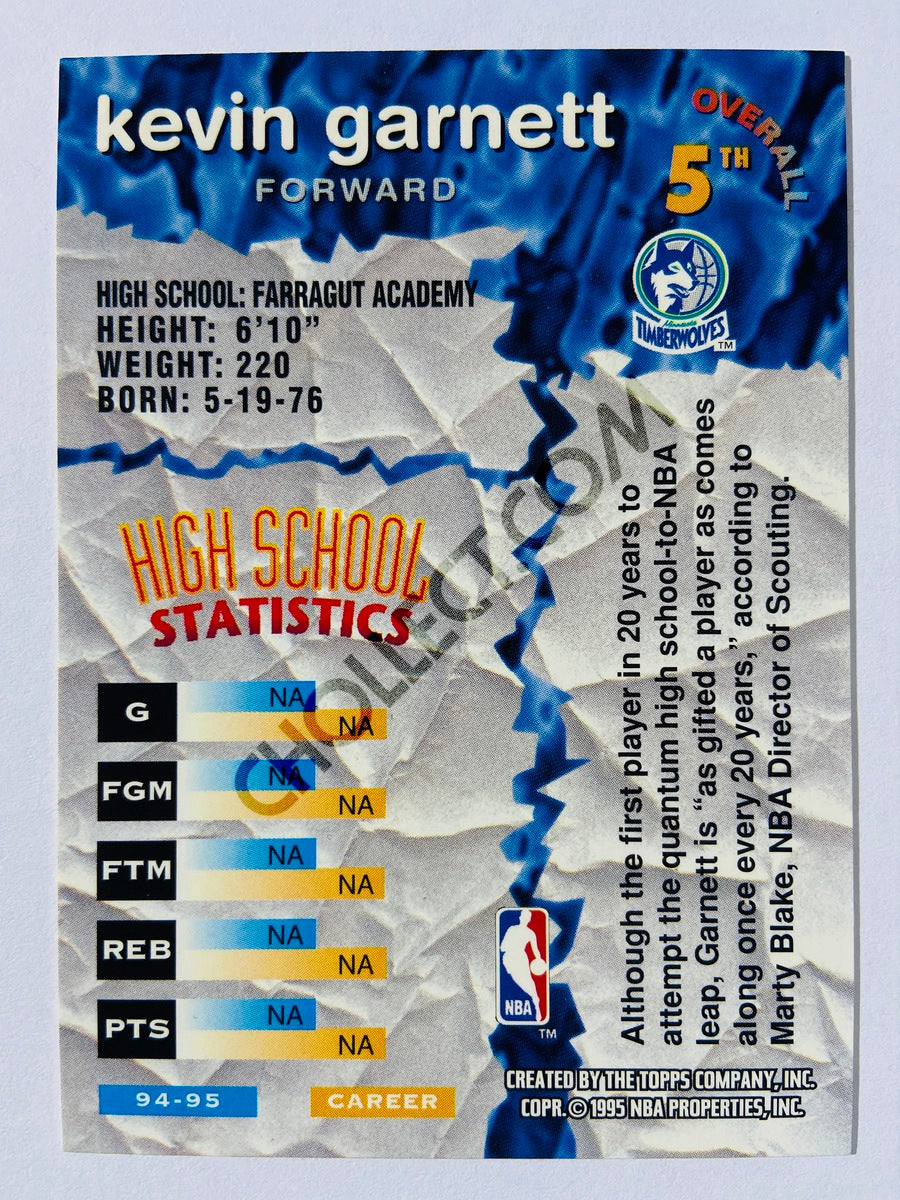 kevin garnett
FORWARD
OVERALL
5TH
Minnesota
TIMBERWOLVES
TM
HIGH SCHOOL: FARRAGUT ACADEMY
HEIGHT: 6'10"
WEIGHT: 220
BORN: 5-19-76
HIGH SCHOOL
STATISTICS
G NA NA
FGM NA NA
FTM NA NA
REB NA NA
PTS NA NA
94-95 CAREER
Although the first player in 20 years to
attempt the quantum high school-to-NBA
leap, Garnett is “as gifted a player as comes
along once every 20 years,” according to
Marty Blake, NBA Director of Scouting.
NBA
TM
CREATED BY THE TOPPS COMPANY, INC.
COPR. © 1995 NBA PROPERTIES, INC.
CHOLLECT.COM